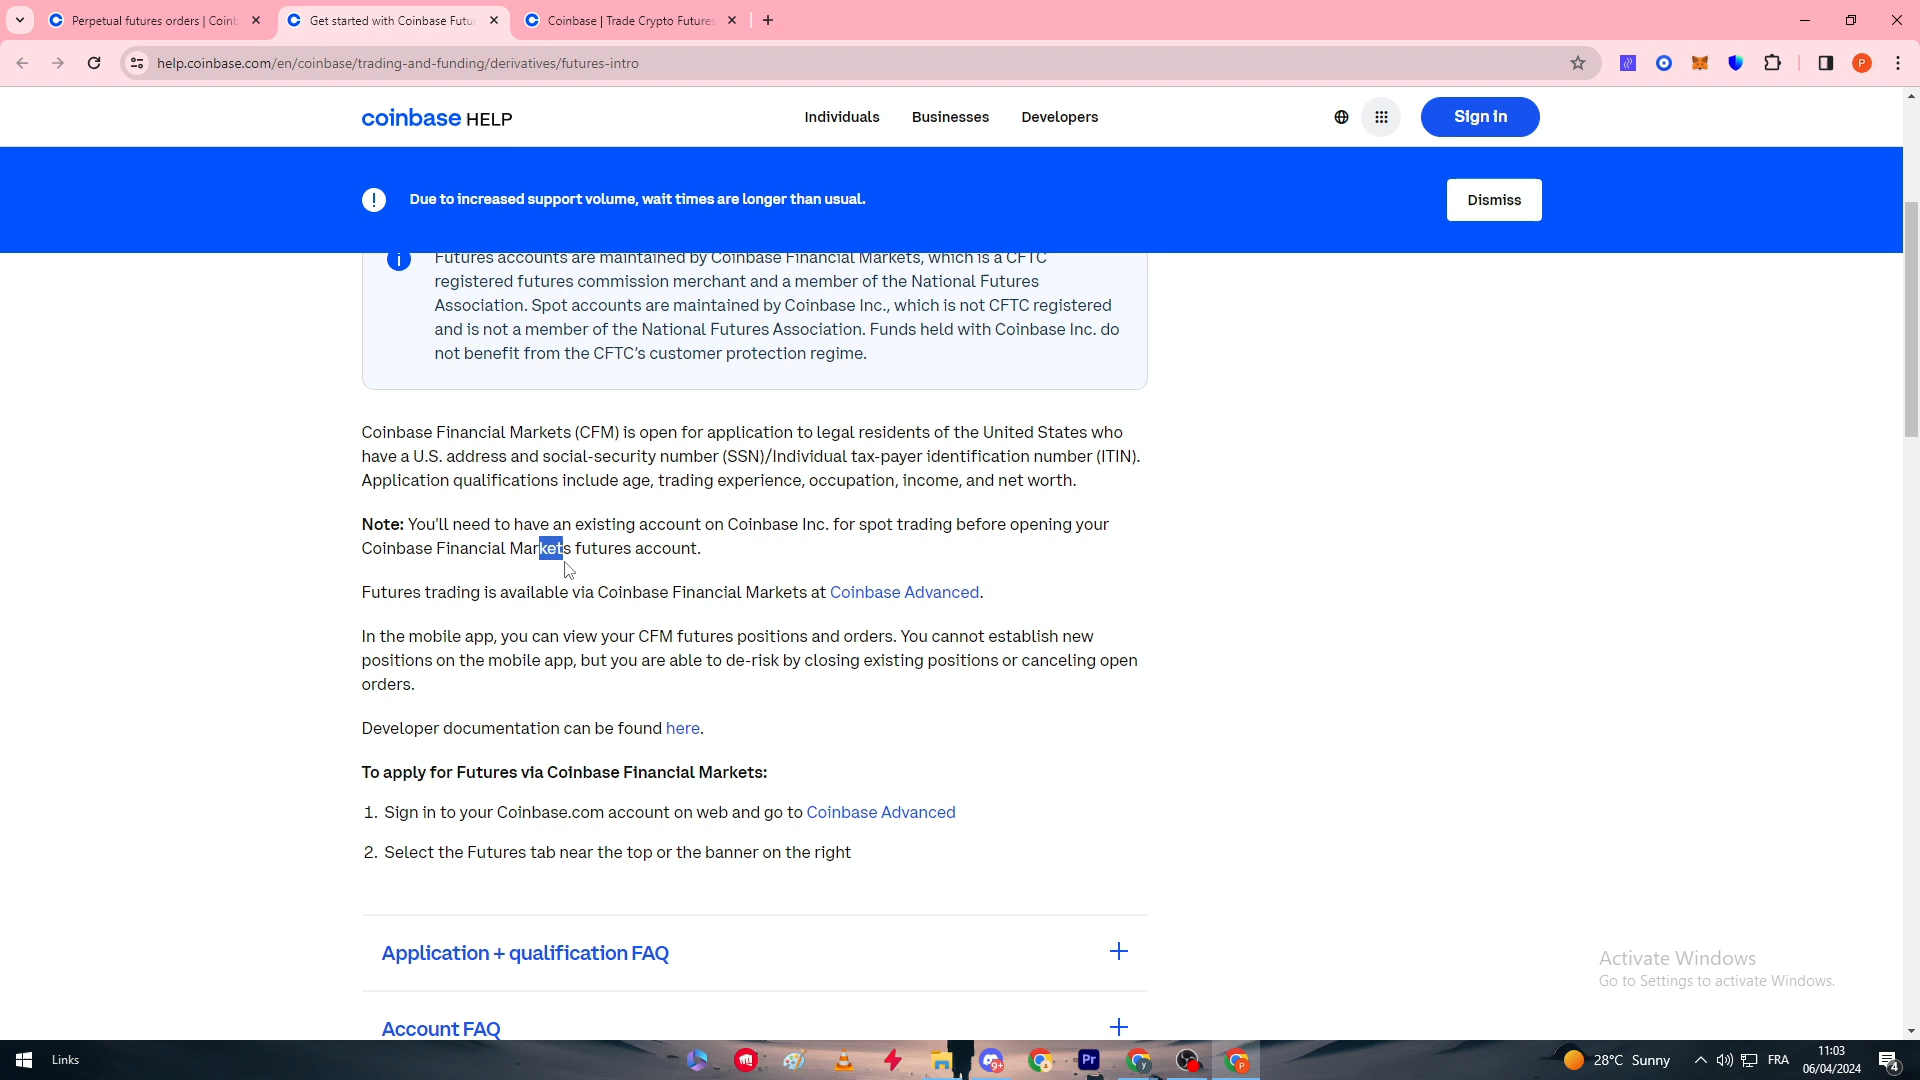 Perpetual futures orders | Coinb
Get started with Coinbase Futu
Coinbase | Trade Crypto Futures
help.coinbase.com/en/coinbase/trading-and-funding/derivatives/futures-intro
P
coinbase HELP
Individuals
Businesses
Developers
Sign in
Due to increased support volume, wait times are longer than usual.
Dismiss
Futures accounts are maintained by Coinbase Financial Markets, which is a CFTC
registered futures commission merchant and a member of the National Futures
Association. Spot accounts are maintained by Coinbase Inc., which is not CFTC registered
and is not a member of the National Futures Association. Funds held with Coinbase Inc. do
not benefit from the CFTC's customer protection regime.
Coinbase Financial Markets (CFM) is open for application to legal residents of the United States who
have a U.S. address and social-security number (SSN)/Individual tax-payer identification number (ITIN).
Application qualifications include age, trading experience, occupation, income, and net worth.
Note: You'll need to have an existing account on Coinbase Inc. for spot trading before opening your
Coinbase Financial Markets futures account.
Futures trading is available via Coinbase Financial Markets at Coinbase Advanced.
In the mobile app, you can view your CFM futures positions and orders. You cannot establish new
positions on the mobile app, but you are able to de-risk by closing existing positions or canceling open
orders.
Developer documentation can be found here.
To apply for Futures via Coinbase Financial Markets:
1. Sign in to your Coinbase.com account on web and go to Coinbase Advanced
2. Select the Futures tab near the top or the banner on the right
Application + qualification FAQ
Account FAQ
Activate Windows
Go to Settings to activate Windows.
Links
9+
Pr
28°C Sunny
FRA
11:03
06/04/2024
4